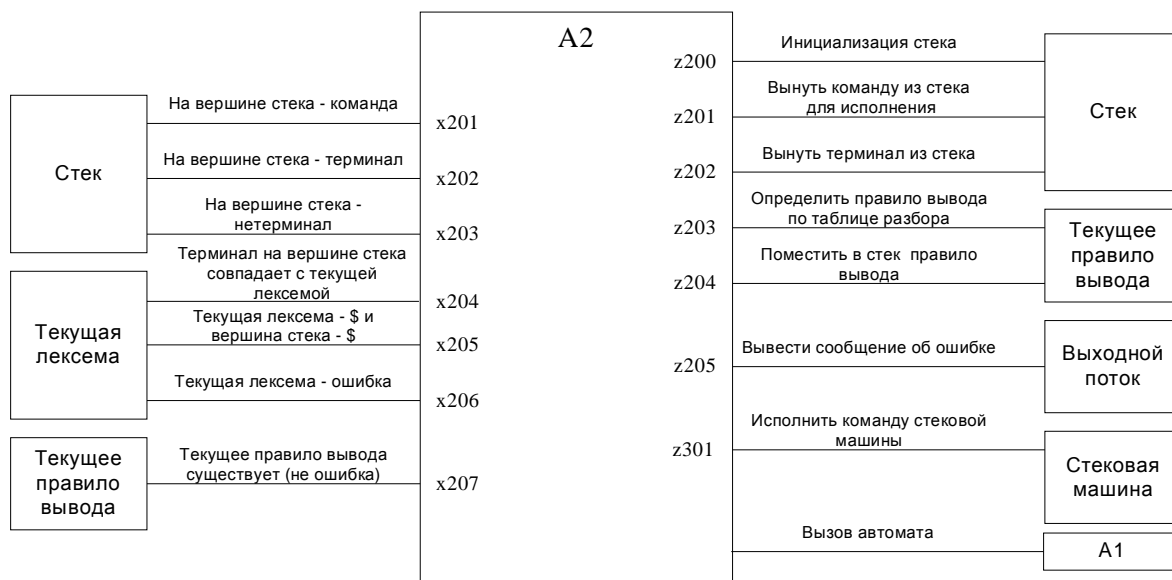 A2
На вершине стека - команда
x201
Стек
На вершине стека - терминал
x202
На вершине стека -
нетерминал
x203
Терминал на вершине стека
совпадает с текущей
лексемой
x204
Текущая
лексема
Текущая лексема - $ и
вершина стека - $
x205
Текущая лексема - ошибка
x206
Текущее
правило
вывода
Текущее правило вывода
существует (не ошибка)
x207
z200
Инициализация стека
Стек
z201
Вынуть команду из стека
для исполнения
z202
Вынуть терминал из стека
z203
Определить правило вывода
по таблице разбора
Текущее
правило
вывода
z204
Поместить в стек правило
вывода
z205
Вывести сообщение об ошибке
Выходной
поток
z301
Исполнить команду стековой
машины
Стековая
машина
Вызов автомата
A1